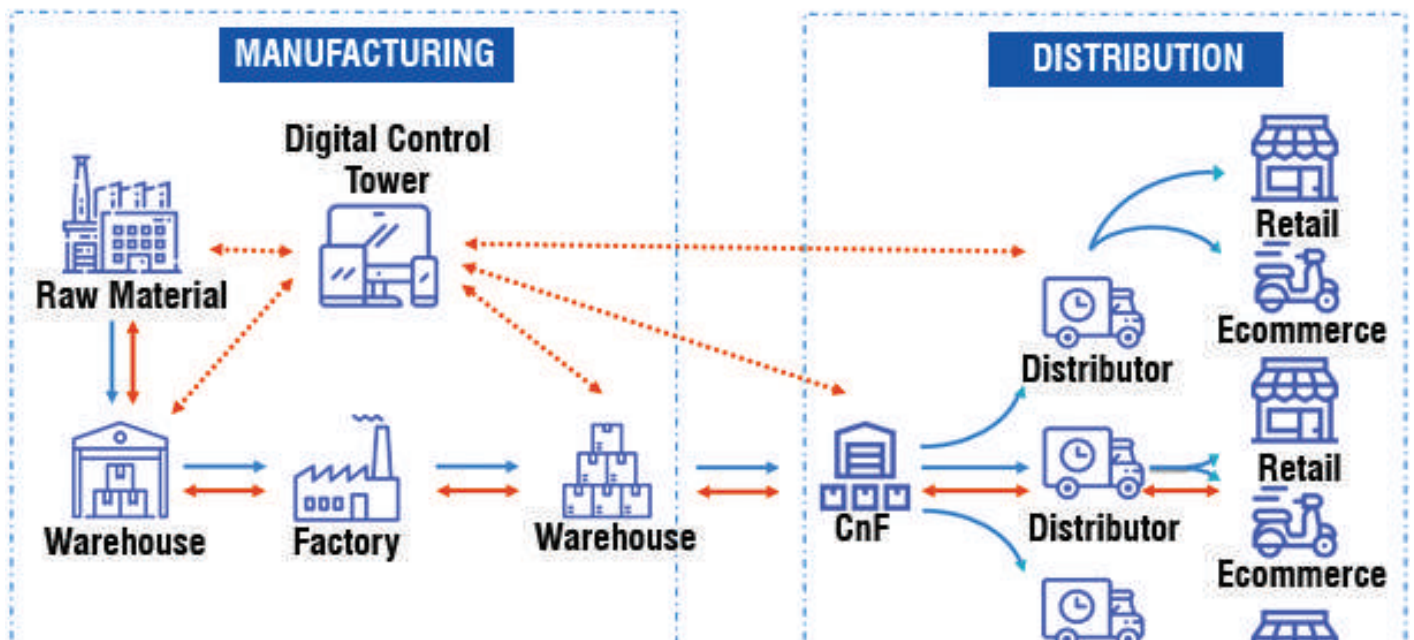 MANUFACTURING
DISTRIBUTION
Digital Control
Tower
Raw Material
Retail
Ecommerce
Distributor
Retail
Warehouse
Factory
Warehouse
CnF
Distributor
Ecommerce